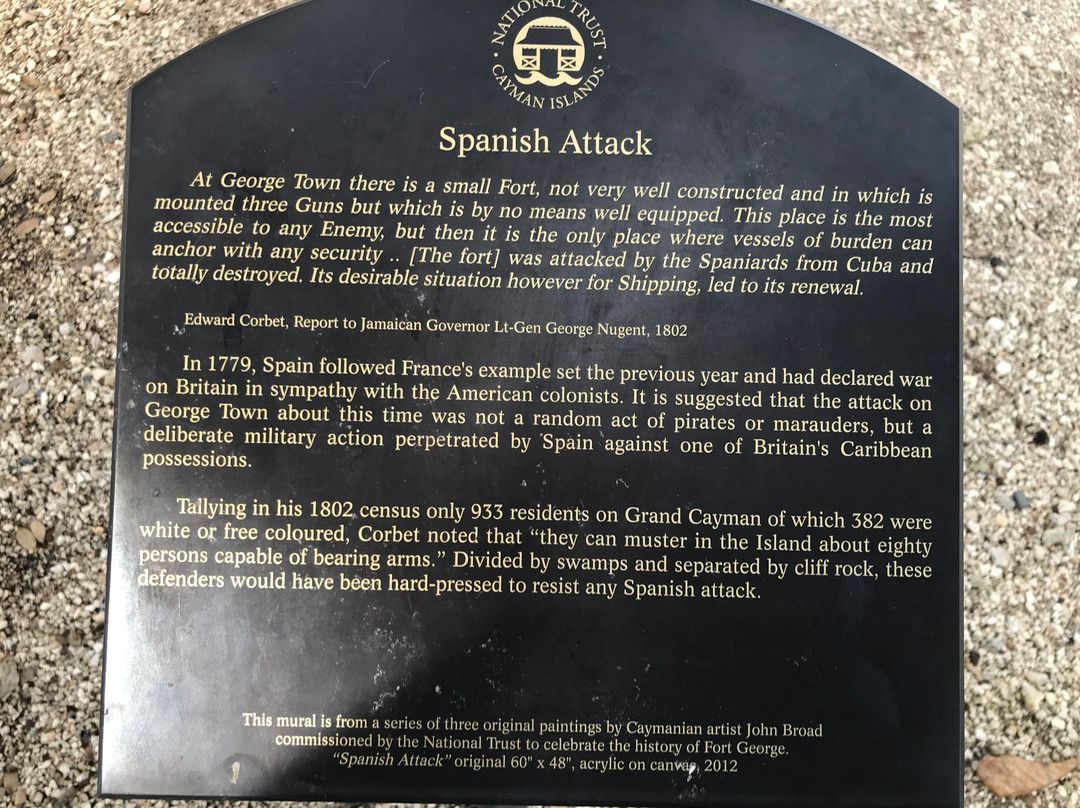 NATIONAL TRUST
· CAYMAN ISLANDS ·
Spanish Attack
At George Town there is a small Fort, not very well constructed and in which is
mounted three Guns but which is by no means well equipped. This place is the most
accessible to any Enemy, but then it is the only place where vessels of burden can
anchor with any security .. [The fort] was attacked by the Spaniards from Cuba and
totally destroyed. Its desirable situation however for Shipping, led to its renewal.
Edward Corbet, Report to Jamaican Governor Lt-Gen George Nugent, 1802
In 1779, Spain followed France's example set the previous year and had declared war
on Britain in sympathy with the American colonists. It is suggested that the attack on
George Town about this time was not a random act of pirates or marauders, but a
deliberate military action perpetrated by Spain against one of Britain's Caribbean
possessions.
Tallying in his 1802 census only 933 residents on Grand Cayman of which 382 were
white or free coloured, Corbet noted that “they can muster in the Island about eighty
persons capable of bearing arms.” Divided by swamps and separated by cliff rock, these
defenders would have been hard-pressed to resist any Spanish attack.
This mural is from a series of three original paintings by Caymanian artist John Broad
commissioned by the National Trust to celebrate the history of Fort George.
“Spanish Attack” original 60" x 48", acrylic on canvas, 2012